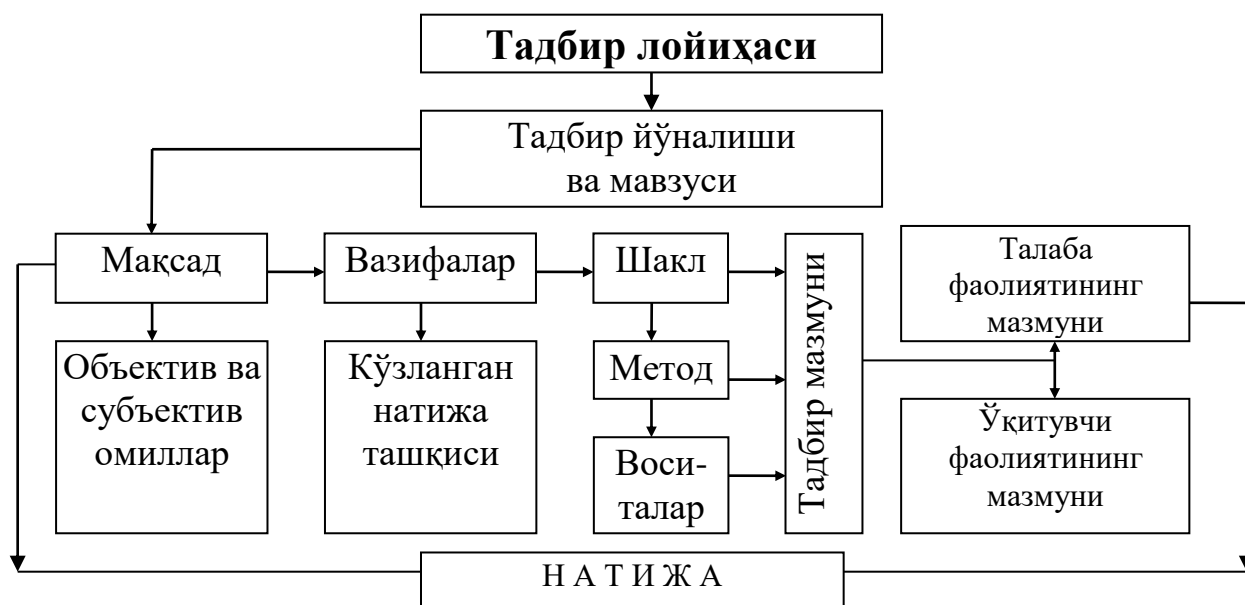 Тадбир лойиҳаси
Тадбир йўналиши
ва мавзуси
Мақсад
Вазифалар
Шакл
Тадбир мазмуни
Талаба
фаолиятининг
мазмуни
Объектив ва
субъектив
омиллар
Кўзланган
натижа
ташқиси
Метод
Воси-
талар
Ўқитувчи
фаолиятининг
мазмуни
Н А Т И Ж А